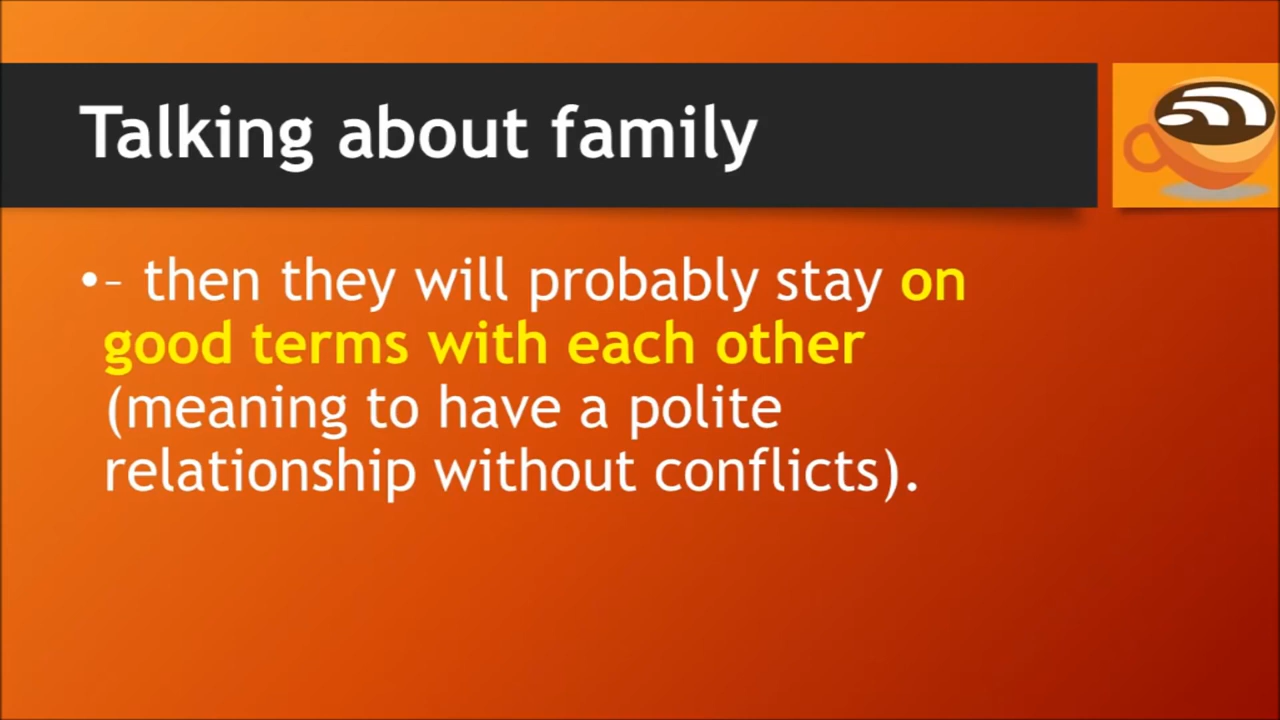 Talking about family
•– then they will probably stay on
good terms with each other
(meaning to have a polite
relationship without conflicts).